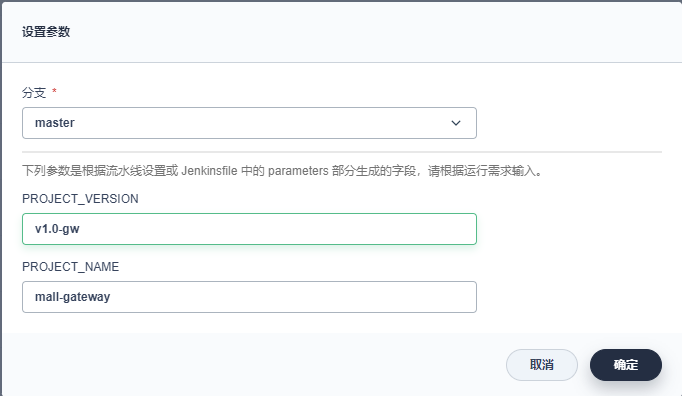 设置参数
分支 *
master
下列参数是根据流水线设置或 Jenkinsfile 中的 parameters 部分生成的字段，请根据运行需求输入。
PROJECT_VERSION
v1.0-gw
PROJECT_NAME
mall-gateway
取消
确定